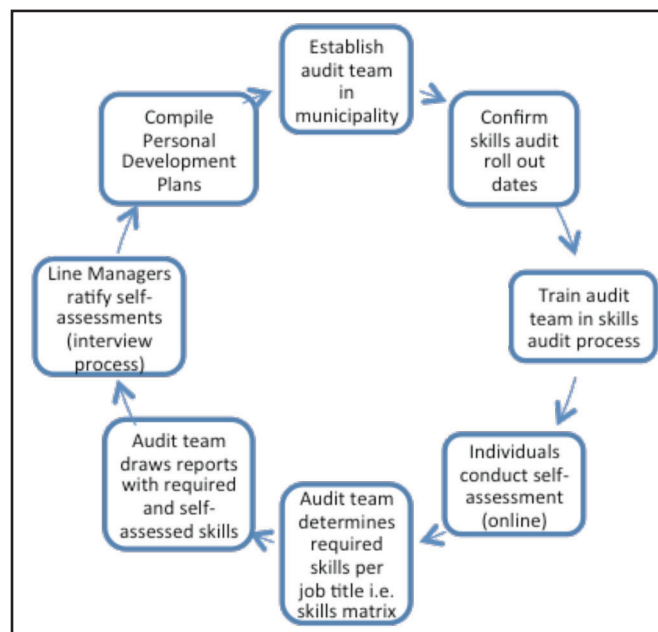 Establish
audit team
in
municipality
Confirm
skills audit
roll out
dates
Train audit
team in skills
audit process
Individuals
conduct self-
assessment
(online)
Audit team
determines
required
skills per
job title i.e.
skills matrix
Audit team
draws reports
with required
and self-
assessed skills
Line Managers
ratify self-
assessments
(interview
process)
Compile
Personal
Development
Plans